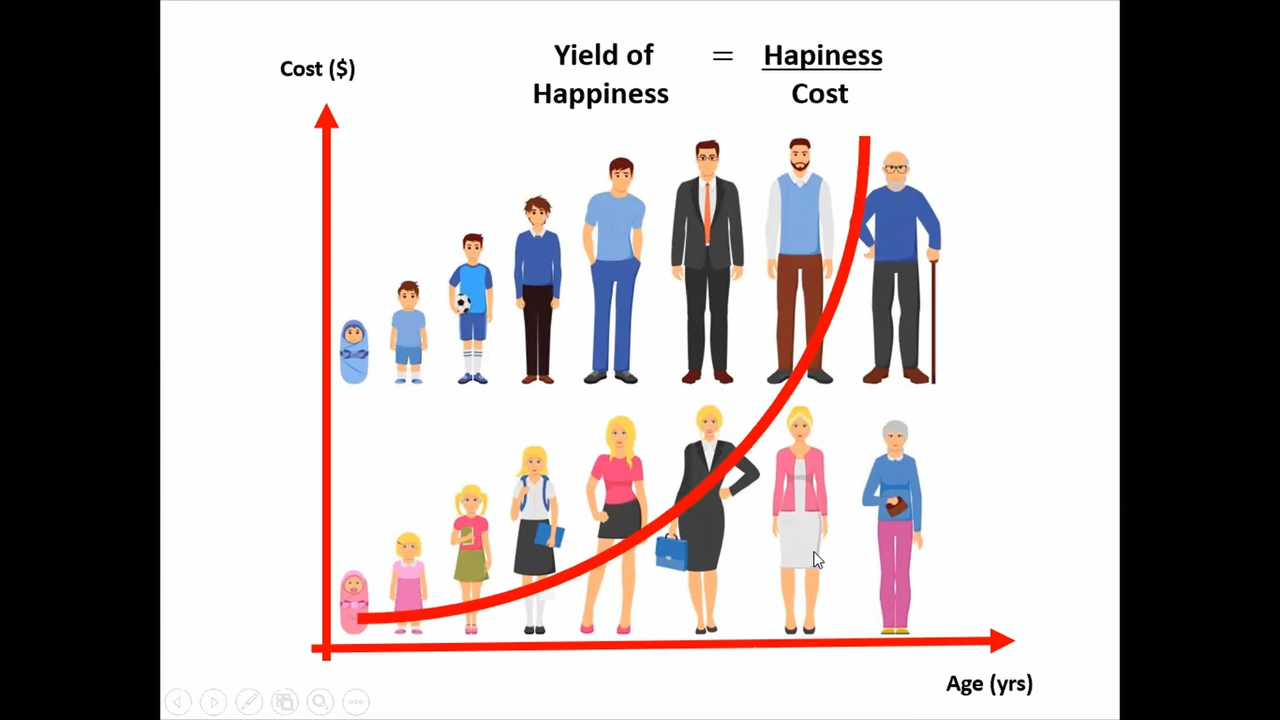 Cost ($)
Yield of = Hapiness
Happiness Cost
Age (yrs)